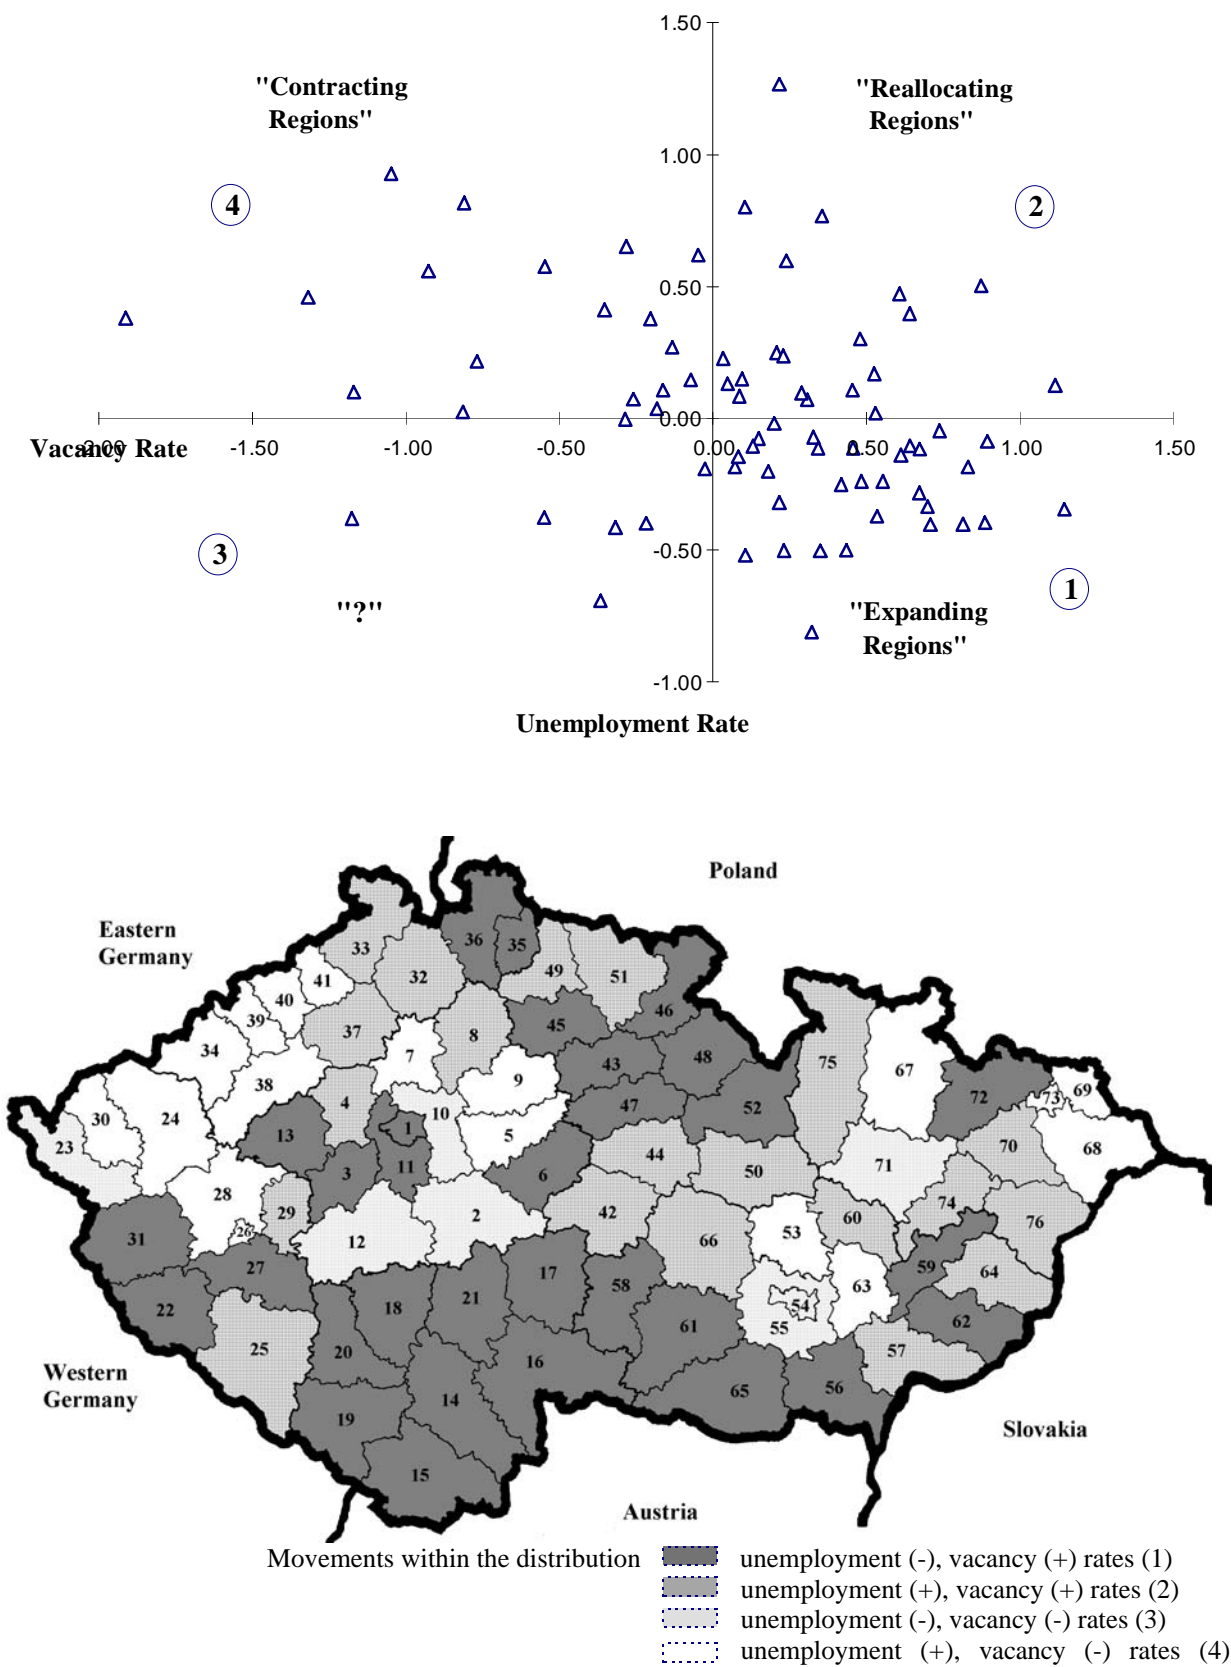 1.50
"Contracting
Regions"
"Reallocating
Regions"
1.00
4
2
0.50
0.00
Vacancy Rate
-2.00 -1.50 -1.00 -0.50 0.00 0.50 1.00 1.50
-0.50
3
1
"?"
"Expanding
Regions"
-1.00
Unemployment Rate
Poland
Eastern
Germany
36 35
33 32 49 51
41
40 46
39 37 8 45
34 7 43 48 75 67
38 9
30 24 4 10 47 52 72 73 69
13 1 5
23 3 11 6 44 50 71 70 68
28 29 2 42 74
26 12 66 53 60 76
31
27 17 58 59 64
22 18 21 54 63 62
20 61 55
25 16 57
Western
Germany
19 14 65 56
Slovakia
15
Austria
Movements within the distribution
unemployment (-), vacancy (+) rates (1)
unemployment (+), vacancy (+) rates (2)
unemployment (-), vacancy (-) rates (3)
unemployment (+), vacancy (-) rates (4)